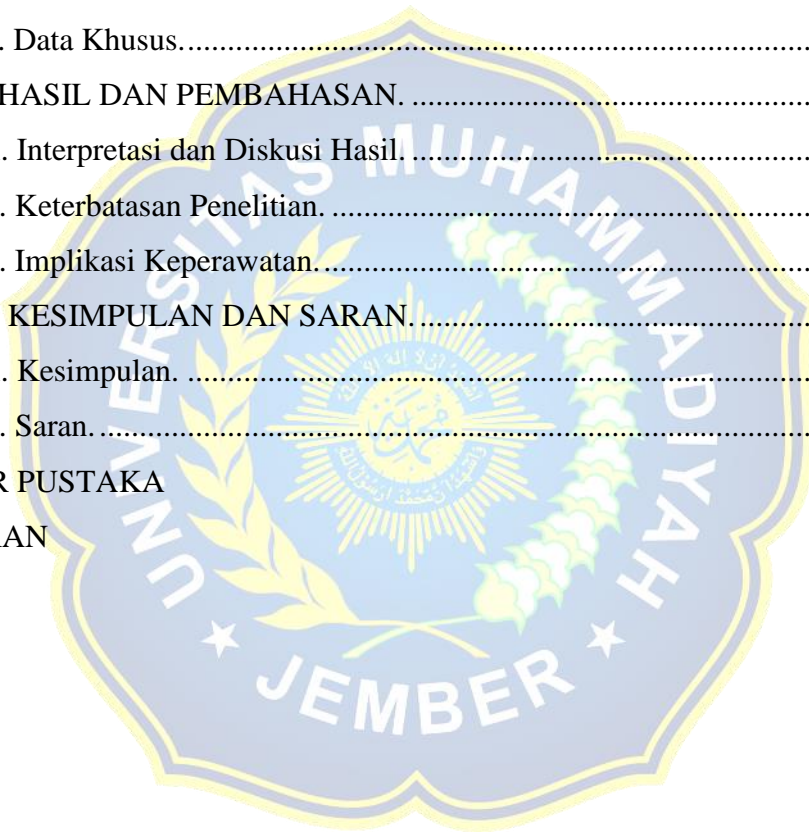 . Data Khusus.................................................................................
HASIL DAN PEMBAHASAN. ..................................................
. Interpretasi dan Diskusi Hasil. ...................................................
. Keterbatasan Penelitian. .............................................................
. Implikasi Keperawatan...............................................................
KESIMPULAN DAN SARAN....................................................
. Kesimpulan. ...............................................................................
. Saran...........................................................................................
R PUSTAKA
RAN
UNIVERSITAS MUHAMMADIYAH
★ JEMBER ★